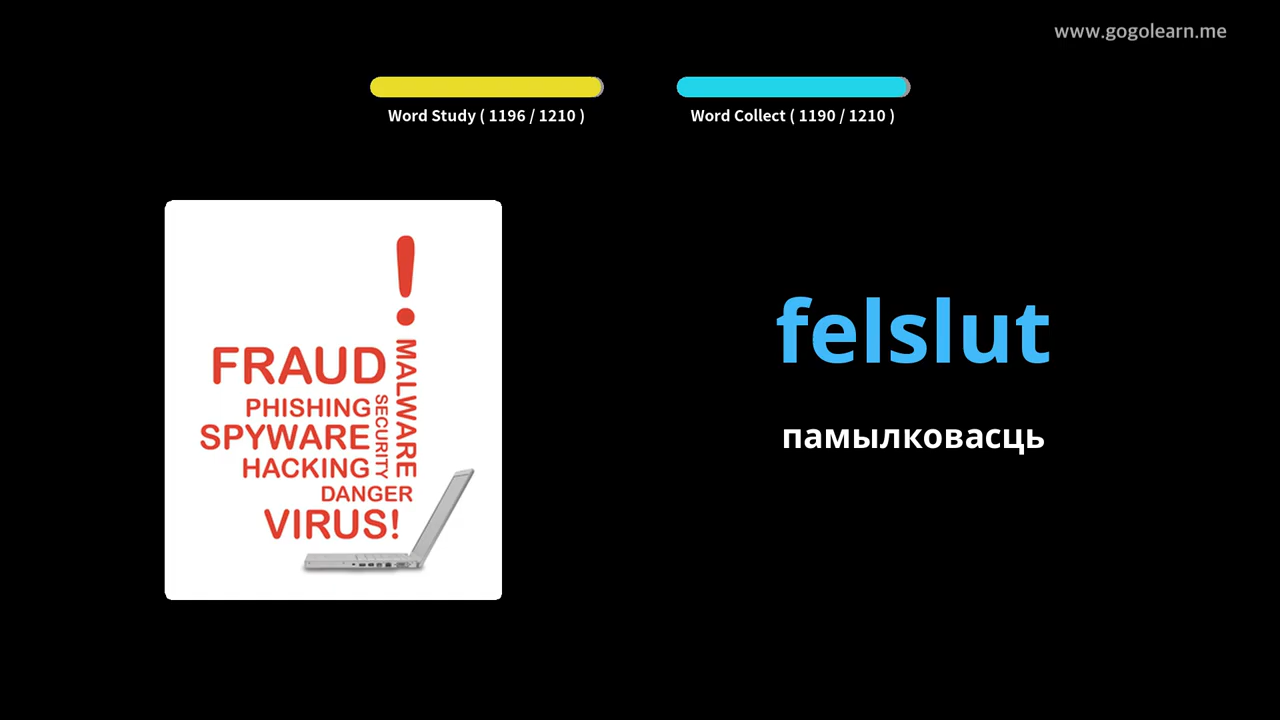 www.gogolearn.me
Word Study ( 1196 / 1210 )
Word Collect ( 1190 / 1210 )
!
FRAUD
MALWARE
PHISHING
SECURITY
SPYWARE
HACKING
DANGER
VIRUS!
felslut
памылковасць